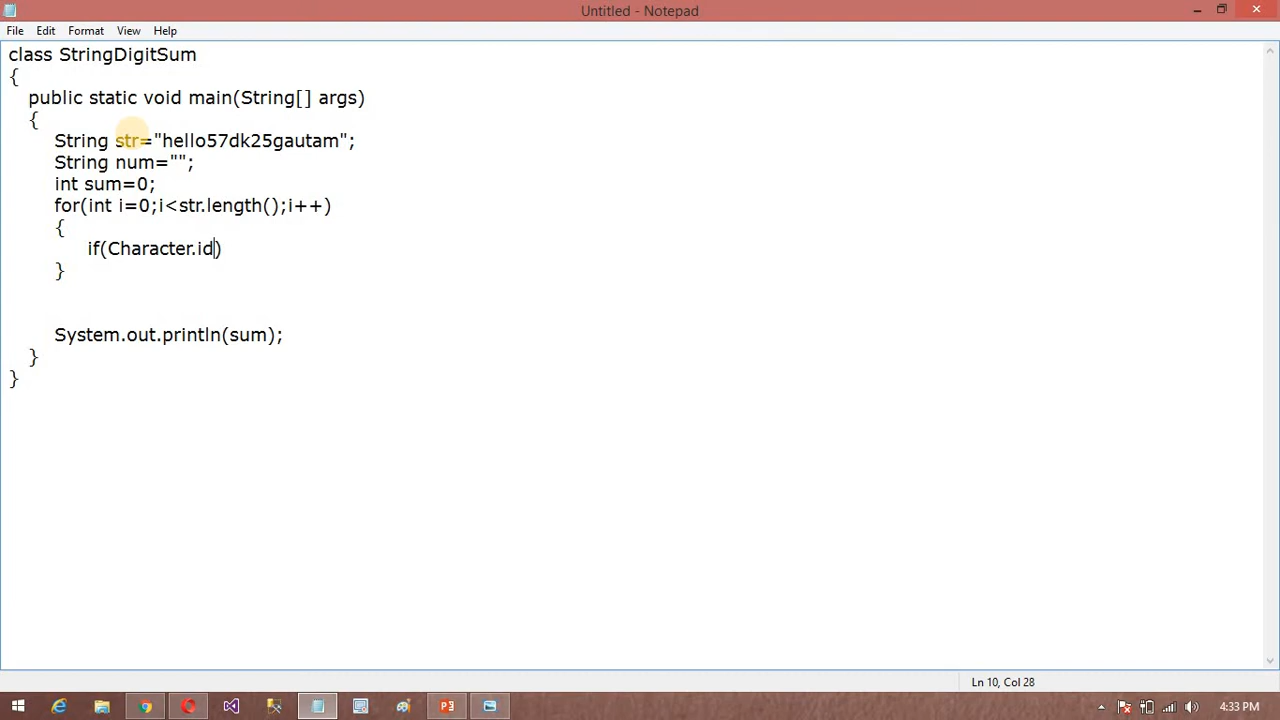 Untitled - Notepad
File Edit Format View Help
class StringDigitSum
{
public static void main(String[] args)
{
String str="hello57dk25gautam";
String num="";
int sum=0;
for(int i=0;i<str.length();i++)
{
if(Character.id)
}
System.out.println(sum);
}
}
Ln 10, Col 28
4:33 PM